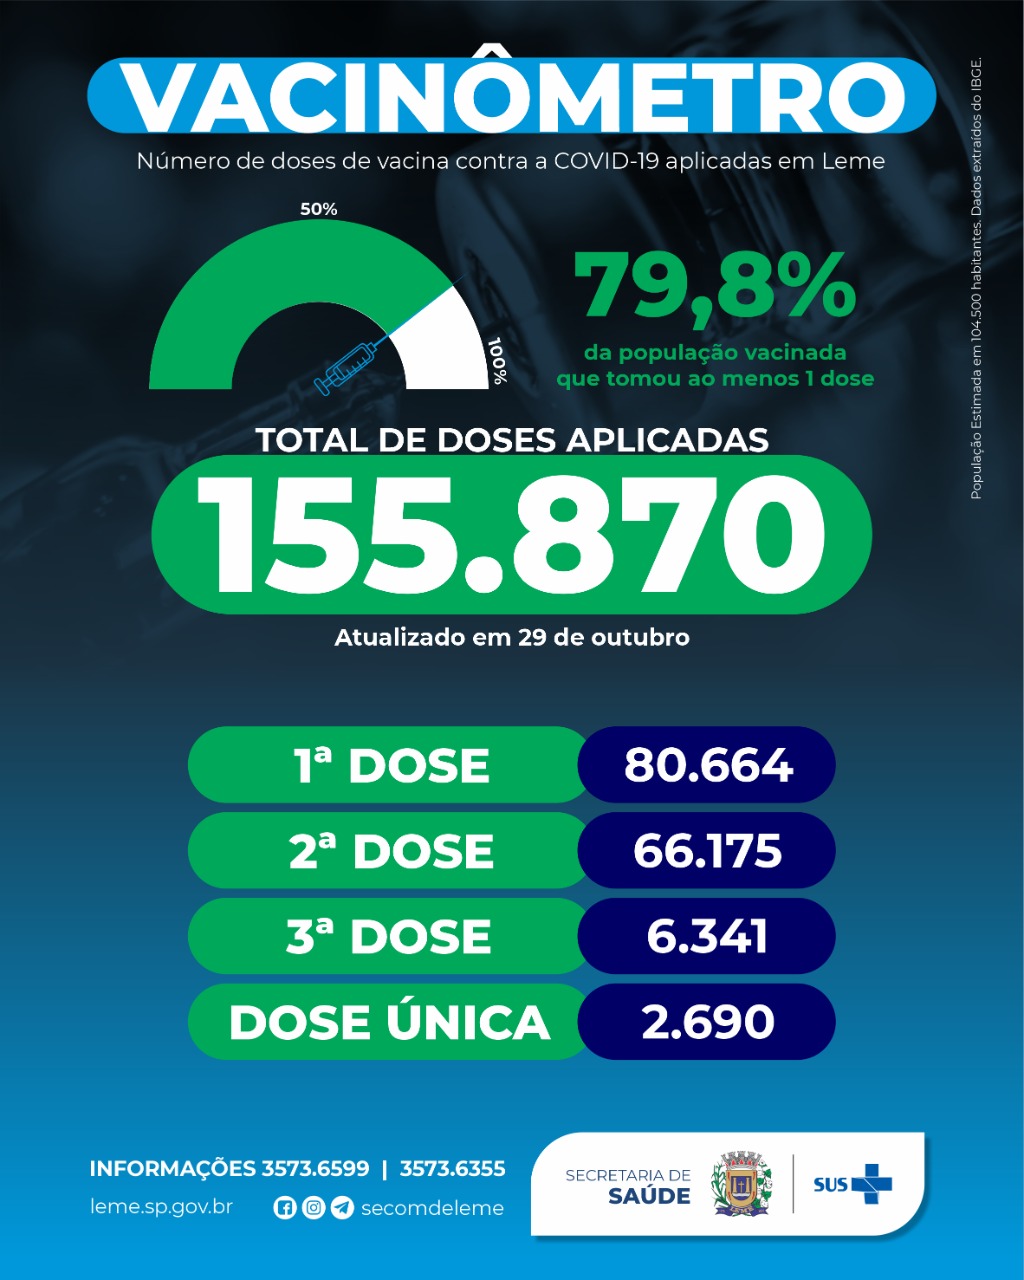 VACINÔMETRO
Número de doses de vacina contra a COVID-19 aplicadas em Leme
População Estimada em 104.500 habitantes. Dados extraídos do IBGE.
50%
100%
79,8%
da população vacinada
que tomou ao menos 1 dose
TOTAL DE DOSES APLICADAS
155.870
Atualizado em 29 de outubro
1ª DOSE 80.664
2ª DOSE 66.175
3ª DOSE 6.341
DOSE ÚNICA 2.690
INFORMAÇÕES 3573.6599 | 3573.6355
leme.sp.gov.br secomdeleme
SECRETARIA DE
SAÚDE
SUS